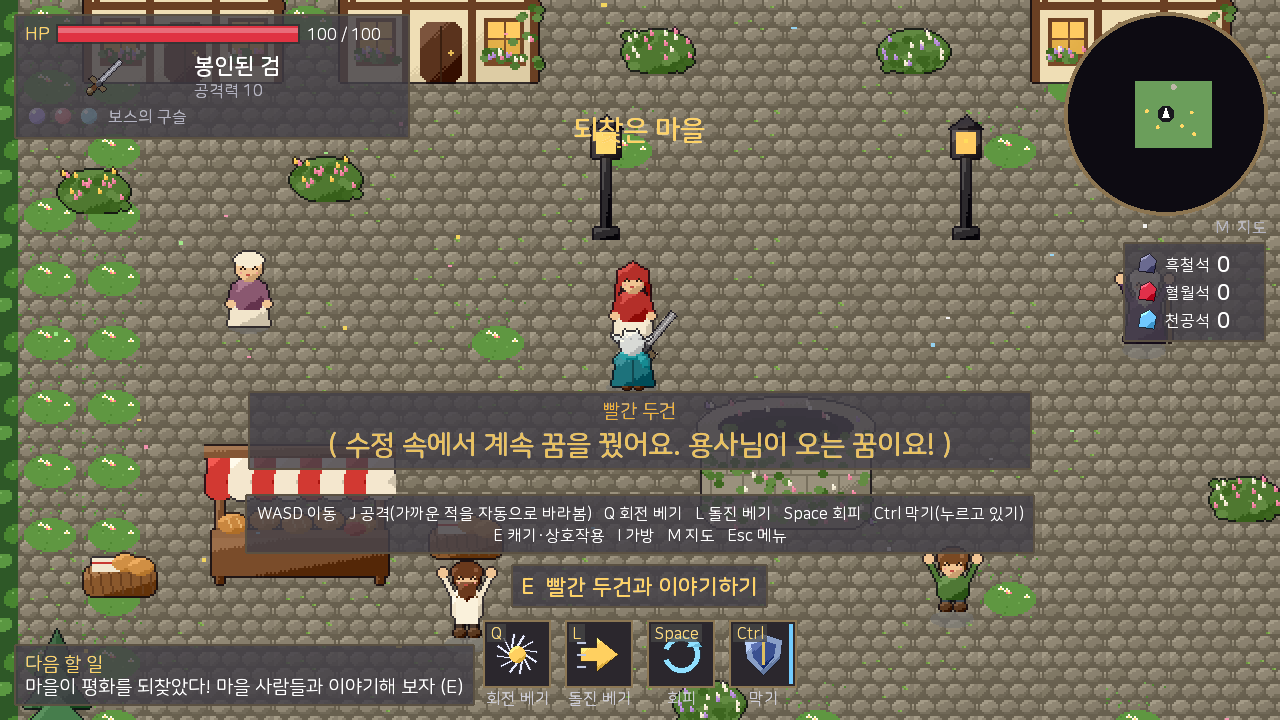 HP 100 / 100
봉인된 검
공격력 10
보스의 구슬
되찾은 마을
M 지도
흑철석 0
혈월석 0
천공석 0
빨간 두건
( 수정 속에서 계속 꿈을 꿨어요. 용사님이 오는 꿈이요! )
WASD 이동 J 공격(가까운 적을 자동으로 바라봄) Q 회전 베기 L 돌진 베기 Space 회피 Ctrl 막기(누르고 있기)
E 캐기·상호작용 I 가방 M 지도 Esc 메뉴
E 빨간 두건과 이야기하기
Q L Space Ctrl
회전 베기 돌진 베기 회피 막기
다음 할 일
마을이 평화를 되찾았다! 마을 사람들과 이야기해 보자 (E)